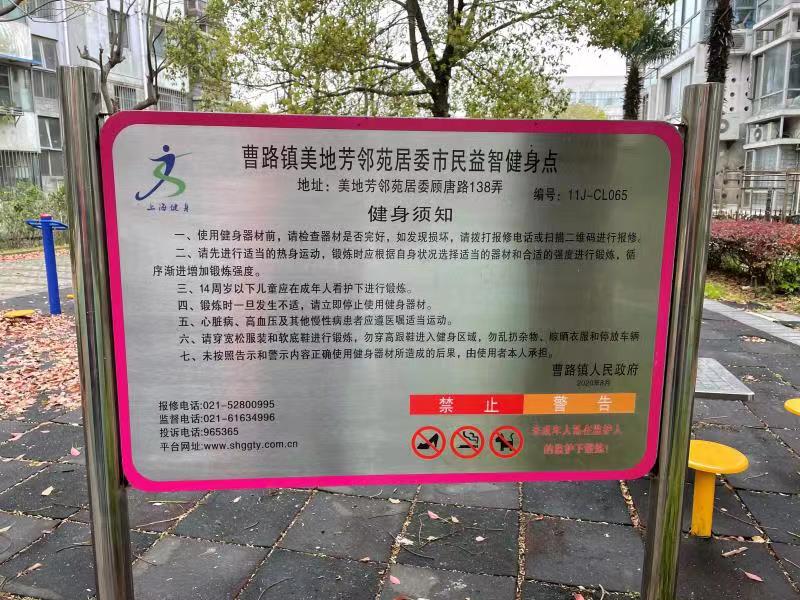 曹路镇美地芳邻苑居委市民益智健身点
地址：美地芳邻苑居委顾唐路138弄
编号：11J-CL065
上海健身
健身须知
一、使用健身器材前，请检查器材是否完好，如发现损坏，请拨打报修电话或扫描二维码进行报修。
二、请先进行适当的热身运动，锻炼时应根据自身状况选择适当的器材和合适的强度进行锻炼，循
序渐进增加锻炼强度。
三、14周岁以下儿童应在成年人看护下进行锻炼。
四、锻炼时一旦发生不适，请立即停止使用健身器材。
五、心脏病、高血压及其他慢性病患者应遵医嘱适当运动。
六、请穿宽松服装和软底鞋进行锻炼，勿穿高跟鞋进入健身区域，勿乱扔杂物、晾晒衣服和停放车辆
七、未按照告示和警示内容正确使用健身器材所造成的后果，由使用者本人承担。
曹路镇人民政府
2020年8月
报修电话:021-52800995
监督电话:021-61634996
投诉电话:965365
平台网址:www.shggty.com.cn
禁止
警告
未成年人需在监护人
的监护下锻炼！